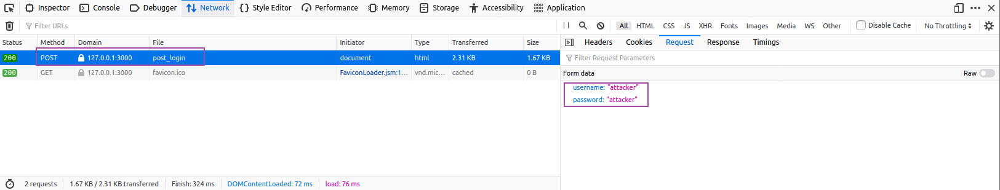 Inspector Console Debugger Network Style Editor Performance Memory Storage Accessibility Application
Filter URLs All HTML CSS JS XHR Fonts Images Media WS Other Disable Cache No Throttling
Status Method Domain File Initiator Type Transferred Size
200 POST 127.0.0.1:3000 post_login document html 2.31 KB 1.67 KB
200 GET 127.0.0.1:3000 favicon.ico FaviconLoader.jsm:1... vnd.mic... cached 0 B
2 requests 1.67 KB / 2.31 KB transferred Finish: 324 ms DOMContentLoaded: 72 ms load: 76 ms
Headers Cookies Request Response Timings
Filter Request Parameters
Form data Raw
username: "attacker"
password: "attacker"